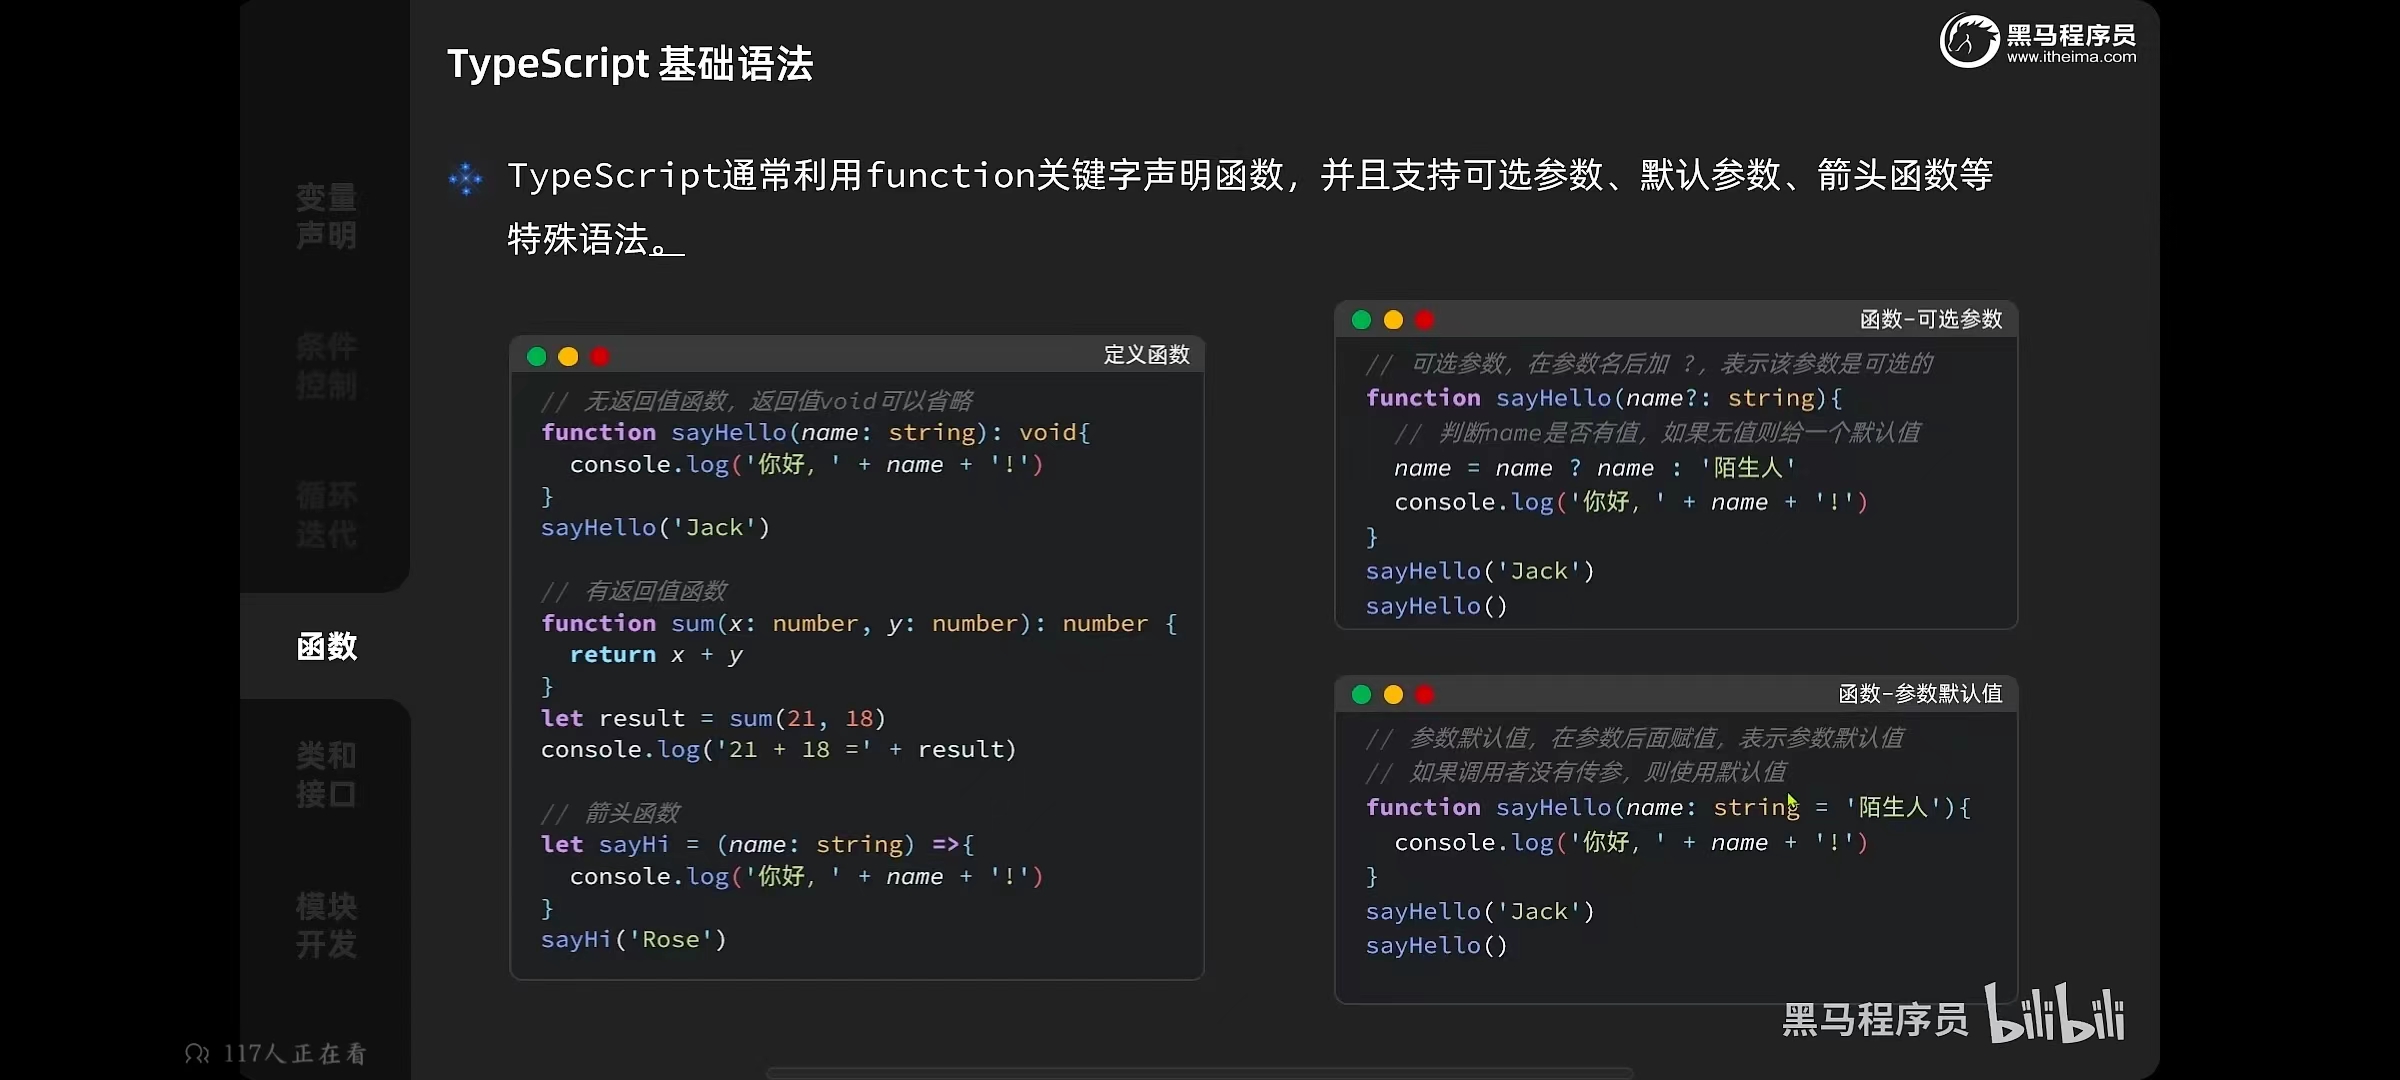 黑马程序员
www.itheima.com
TypeScript 基础语法
变量
声明
条件
控制
循环
迭代
函数
类和
接口
模块
开发
TypeScript通常利用function关键字声明函数，并且支持可选参数、默认参数、箭头函数等
特殊语法。
定义函数
// 无返回值函数，返回值void可以省略
function sayHello(name: string): void{
  console.log('你好，' + name + '!')
}
sayHello('Jack')

// 有返回值函数
function sum(x: number, y: number): number {
  return x + y
}
let result = sum(21, 18)
console.log('21 + 18 =' + result)

// 箭头函数
let sayHi = (name: string) =>{
  console.log('你好，' + name + '!')
}
sayHi('Rose')
函数-可选参数
// 可选参数，在参数名后加 ?，表示该参数是可选的
function sayHello(name?: string){
  // 判断name是否有值，如果无值则给一个默认值
  name = name ? name : '陌生人'
  console.log('你好，' + name + '!')
}
sayHello('Jack')
sayHello()
函数-参数默认值
// 参数默认值，在参数后面赋值，表示参数默认值
// 如果调用者没有传参，则使用默认值
function sayHello(name: string = '陌生人'){
  console.log('你好，' + name + '!')
}
sayHello('Jack')
sayHello()
黑马程序员 bilibili
117人正在看